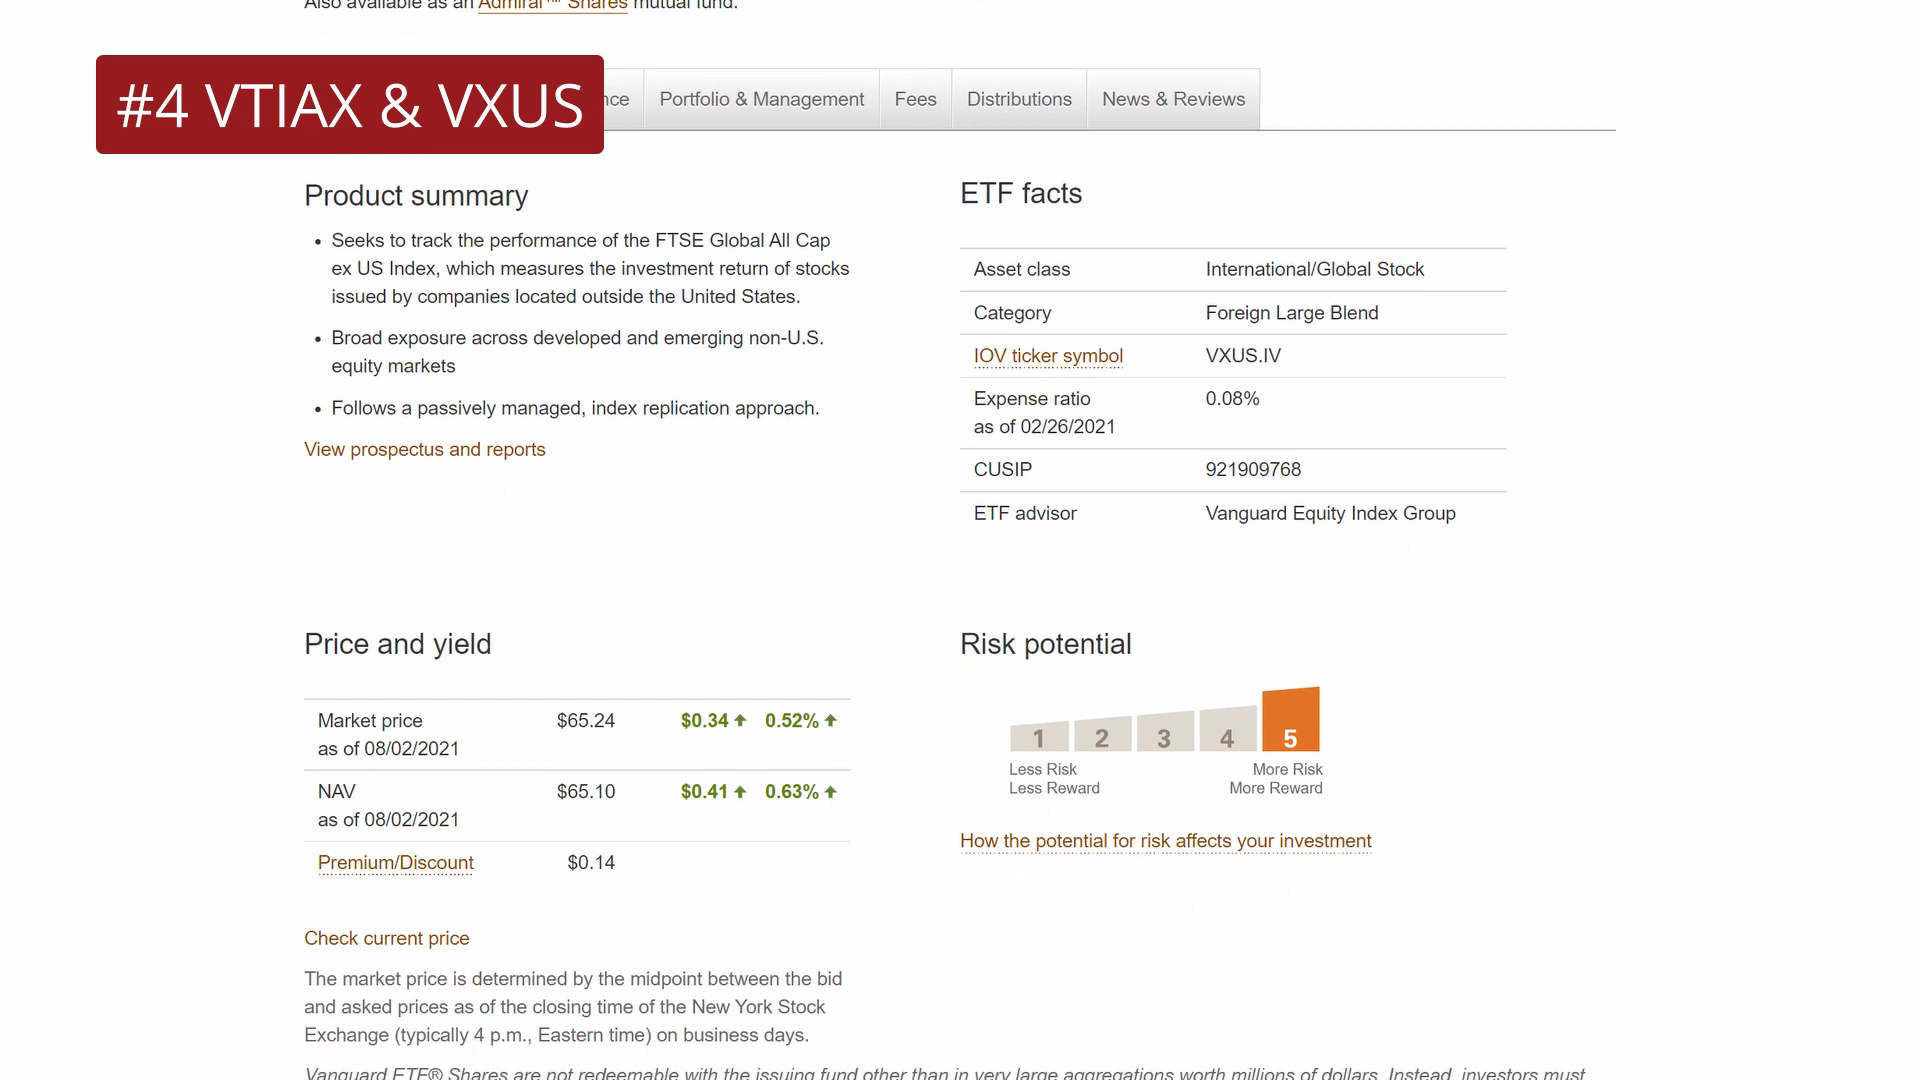 Also available as an Admiral™ Shares mutual fund.
#4 VTIAX & VXUS
nce
Portfolio & Management
Fees
Distributions
News & Reviews
Product summary
• Seeks to track the performance of the FTSE Global All Cap
ex US Index, which measures the investment return of stocks
issued by companies located outside the United States.
• Broad exposure across developed and emerging non-U.S.
equity markets
• Follows a passively managed, index replication approach.
View prospectus and reports
ETF facts
Asset class International/Global Stock
Category Foreign Large Blend
IOV ticker symbol VXUS.IV
Expense ratio 0.08%
as of 02/26/2021
CUSIP 921909768
ETF advisor Vanguard Equity Index Group
Price and yield
Market price $65.24 $0.34 0.52%
as of 08/02/2021
NAV $65.10 $0.41 0.63%
as of 08/02/2021
Premium/Discount $0.14
Check current price
The market price is determined by the midpoint between the bid
and asked prices as of the closing time of the New York Stock
Exchange (typically 4 p.m., Eastern time) on business days.
Risk potential
1 2 3 4 5
Less Risk More Risk
Less Reward More Reward
How the potential for risk affects your investment
Vanguard ETF® Shares are not redeemable with the issuing fund other than in very large aggregations worth millions of dollars. Instead, investors must